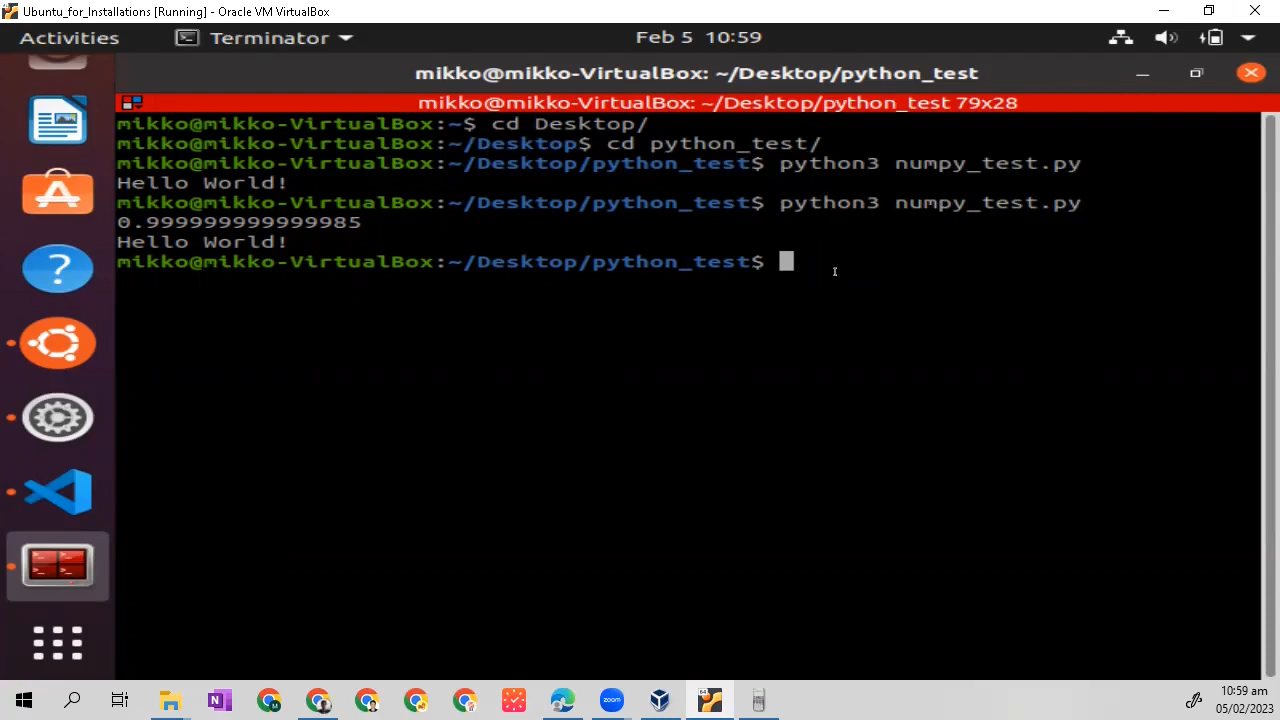 Ubuntu_for_Installations [Running] - Oracle VM VirtualBox
Activities Terminator Feb 5 10:59
mikko@mikko-VirtualBox: ~/Desktop/python_test
mikko@mikko-VirtualBox: ~/Desktop/python_test 79x28
mikko@mikko-VirtualBox:~$ cd Desktop/
mikko@mikko-VirtualBox:~/Desktop$ cd python_test/
mikko@mikko-VirtualBox:~/Desktop/python_test$ python3 numpy_test.py
Hello World!
mikko@mikko-VirtualBox:~/Desktop/python_test$ python3 numpy_test.py
0.999999999999985
Hello World!
mikko@mikko-VirtualBox:~/Desktop/python_test$
zoom
64
10:59 am
05/02/2023